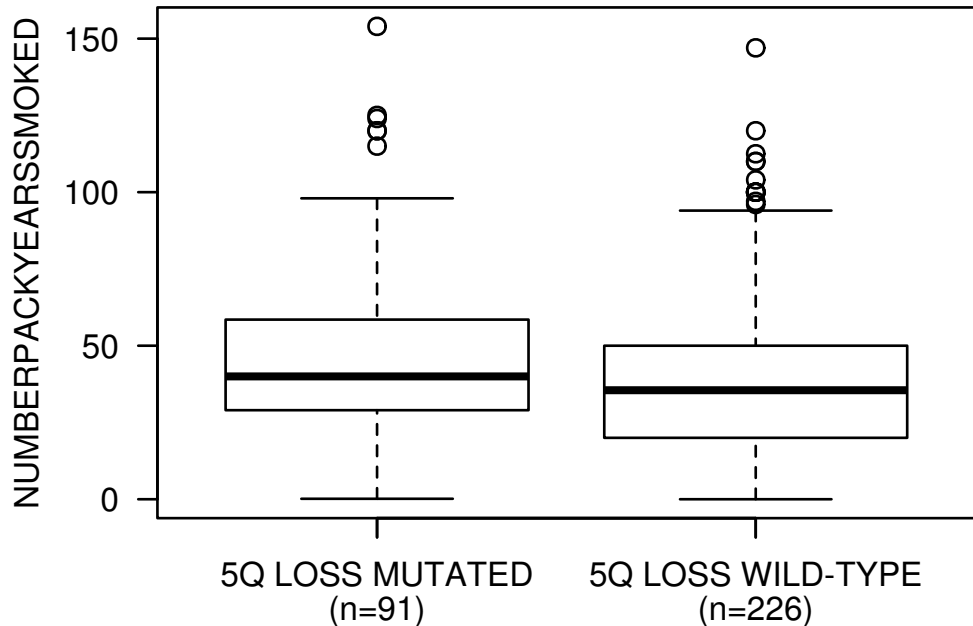 NUMBERPACKYEARSSMOKED
150
100
50
0
5Q LOSS MUTATED
(n=91)
5Q LOSS WILD-TYPE
(n=226)